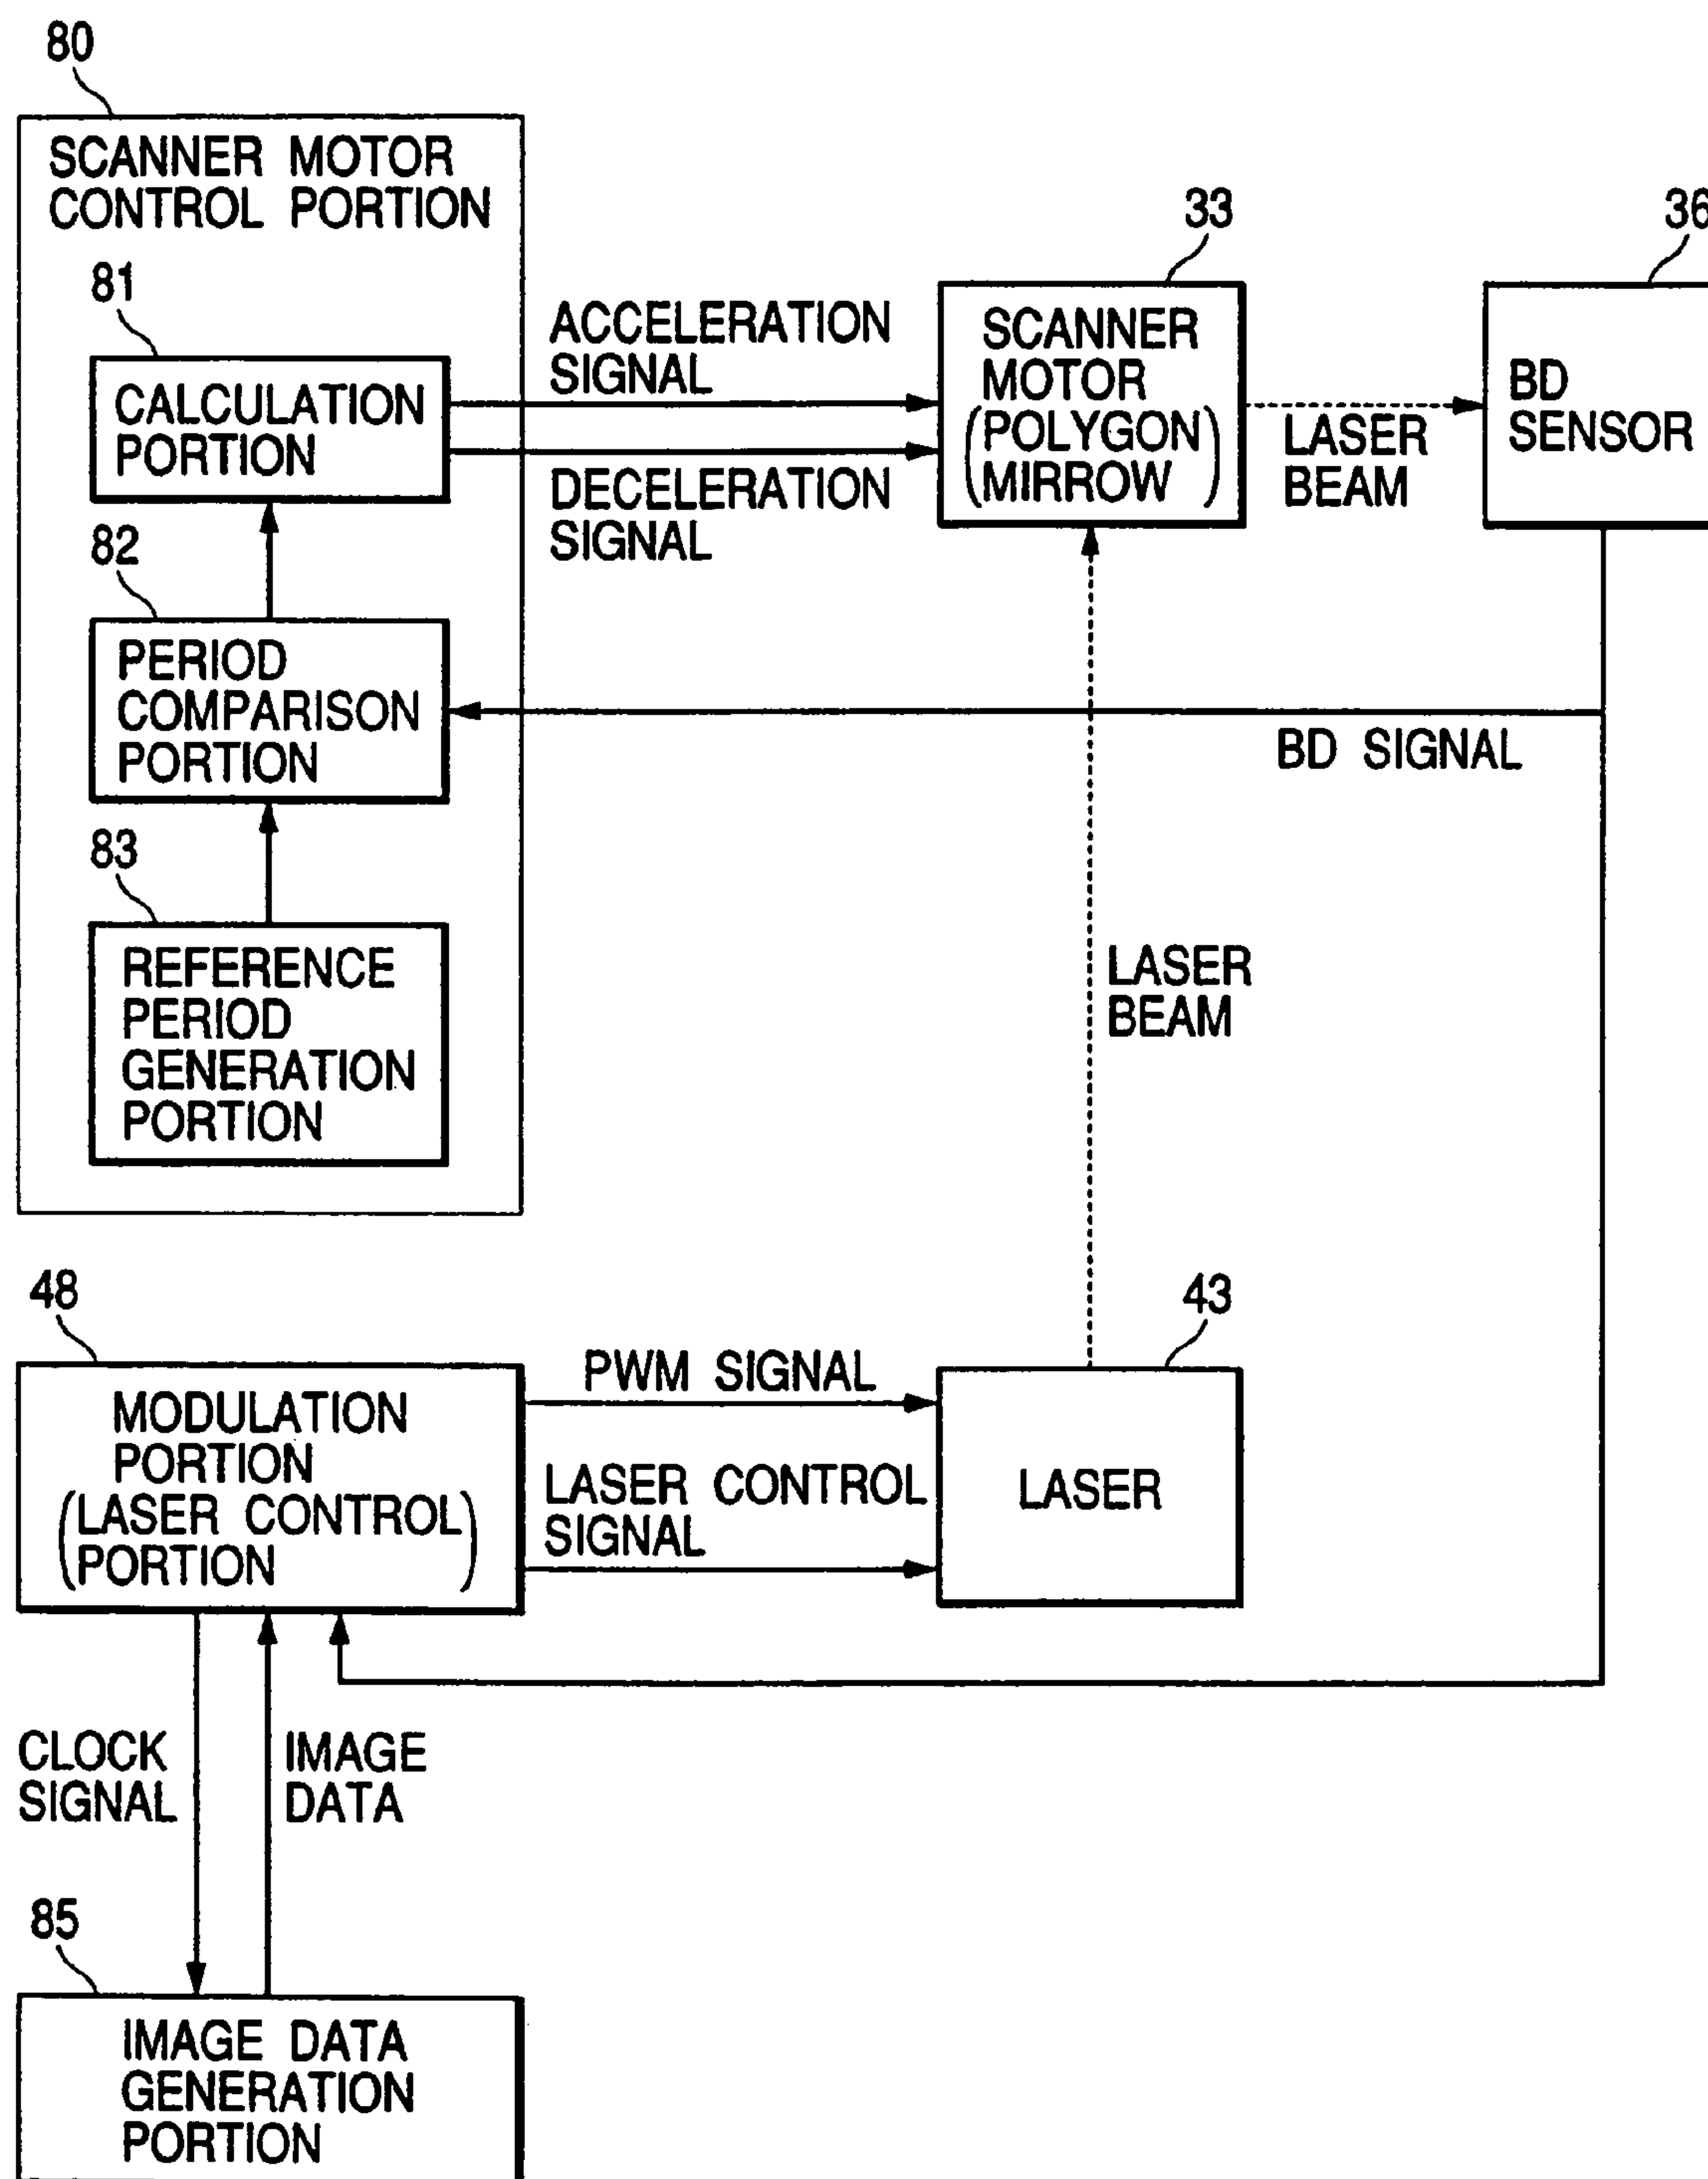 80
SCANNER MOTOR
CONTROL PORTION
81
CALCULATION
PORTION
82
PERIOD
COMPARISON
PORTION
83
REFERENCE
PERIOD
GENERATION
PORTION
ACCELERATION
SIGNAL
DECELERATION
SIGNAL
33
SCANNER
MOTOR
(POLYGON
MIRROW)
LASER
BEAM
36
BD
SENSOR
BD SIGNAL
LASER
BEAM
48
MODULATION
PORTION
(LASER CONTROL
PORTION)
PWM SIGNAL
LASER CONTROL
SIGNAL
43
LASER
CLOCK
SIGNAL
IMAGE
DATA
85
IMAGE DATA
GENERATION
PORTION